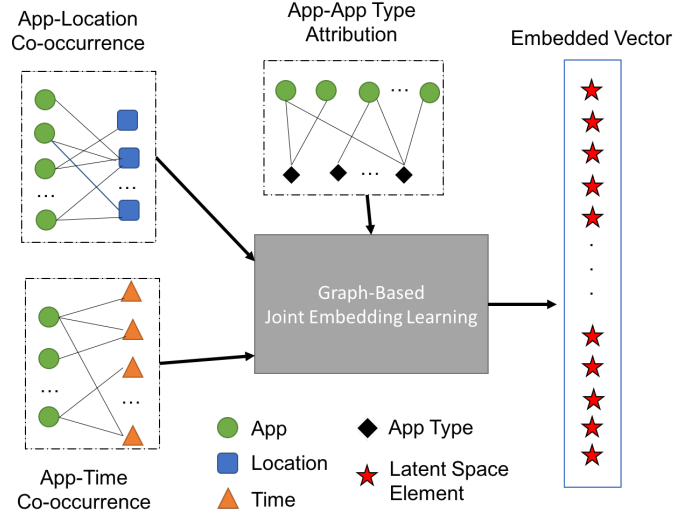 App-Location
Co-occurrence
App-App Type
Attribution
Embedded Vector
...
...
...
...
Graph-Based
Joint Embedding Learning
...
...
App-Time
Co-occurrence
App
Location
Time
App Type
Latent Space
Element